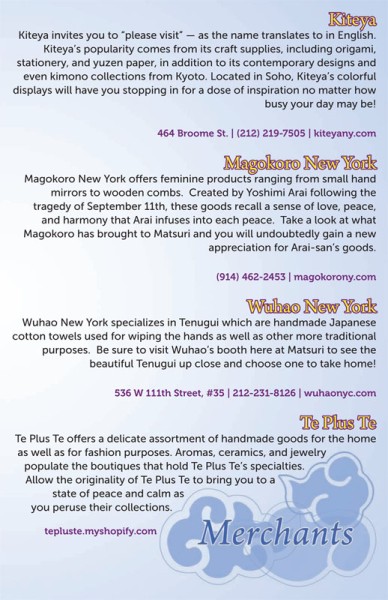 Kiteya
Kiteya invites you to “please visit” — as the name translates to in English.
Kiteya’s popularity comes from its craft supplies, including origami,
stationery, and yuzen paper, in addition to its contemporary designs and
even kimono collections from Kyoto. Located in Soho, Kiteya’s colorful
displays will have you stopping in for a dose of inspiration no matter how
busy your day may be!
464 Broome St. | (212) 219-7505 | kiteyany.com
Magokoro New York
Magokoro New York offers feminine products ranging from small hand
mirrors to wooden combs. Created by Yoshimi Arai following the
tragedy of September 11th, these goods recall a sense of love, peace,
and harmony that Arai infuses into each peace. Take a look at what
Magokoro has brought to Matsuri and you will undoubtedly gain a new
appreciation for Arai-san’s goods.
(914) 462-2453 | magokorony.com
Wuhao New York
Wuhao New York specializes in Tenugui which are handmade Japanese
cotton towels used for wiping the hands as well as other more traditional
purposes. Be sure to visit Wuhao’s booth here at Matsuri to see the
beautiful Tenugui up close and choose one to take home!
536 W 111th Street, #35 | 212-231-8126 | wuhaonyc.com
Te Plus Te
Te Plus Te offers a delicate assortment of handmade goods for the home
as well as for fashion purposes. Aromas, ceramics, and jewelry
populate the boutiques that hold Te Plus Te’s specialties.
Allow the originality of Te Plus Te to bring you to a
state of peace and calm as
you peruse their collections.
tepluste.myshopify.com
Merchants